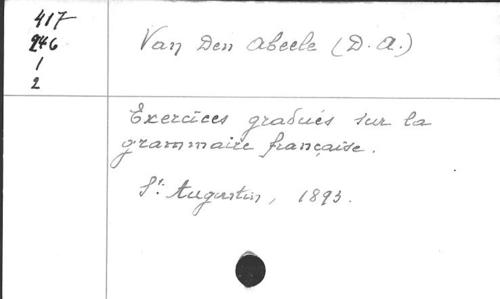 417
246
1
2
Van Den Abeele (D. A.)
Exercices gradués sur la
grammaire française.
St. Augustin, 1893.